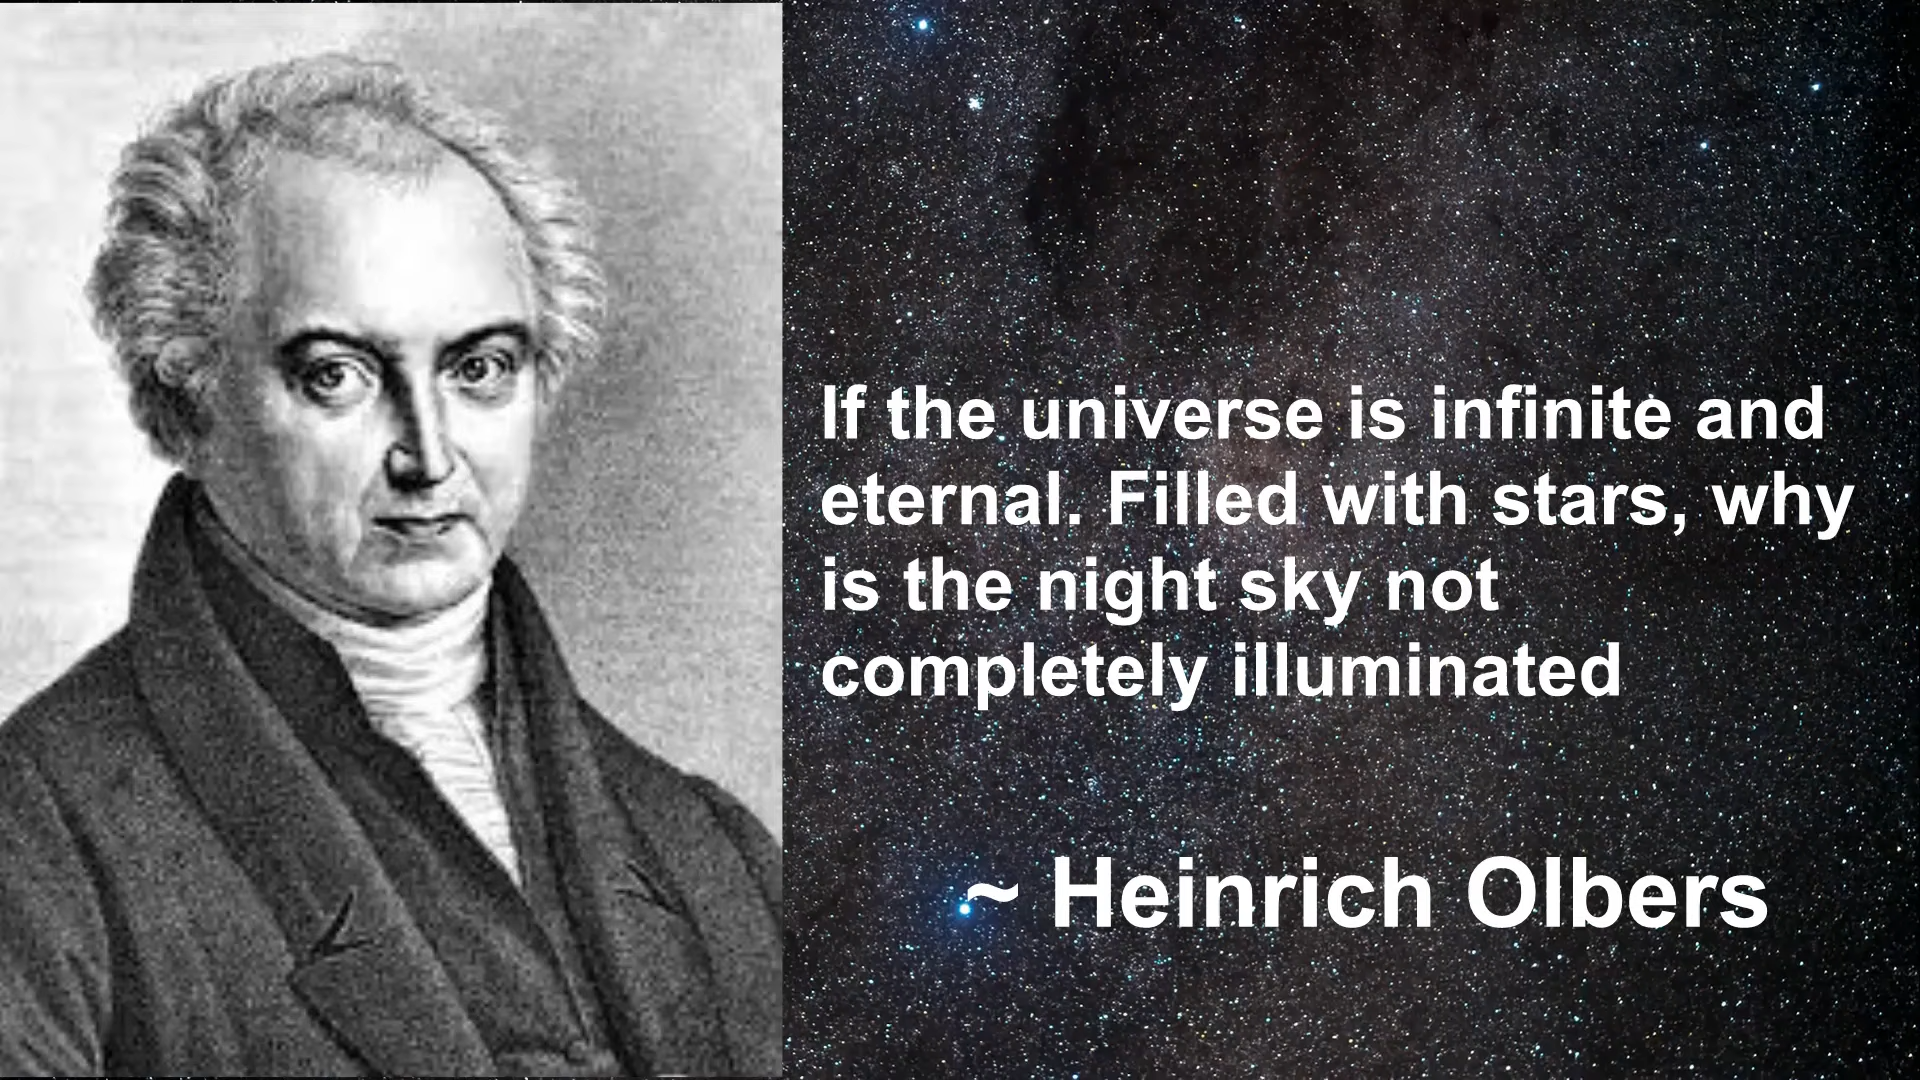 If the universe is infinite and
eternal. Filled with stars, why
is the night sky not
completely illuminated
~ Heinrich Olbers